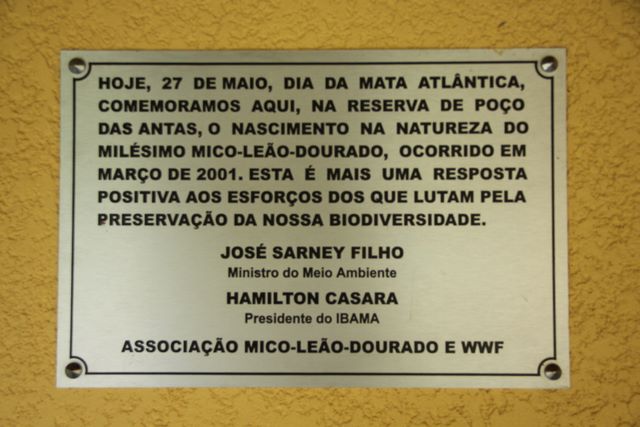 HOJE, 27 DE MAIO, DIA DA MATA ATLÂNTICA,
COMEMORAMOS AQUI, NA RESERVA DE POÇO
DAS ANTAS, O NASCIMENTO NA NATUREZA DO
MILÉSIMO MICO-LEÃO-DOURADO, OCORRIDO EM
MARÇO DE 2001. ESTA É MAIS UMA RESPOSTA
POSITIVA AOS ESFORÇOS DOS QUE LUTAM PELA
PRESERVAÇÃO DA NOSSA BIODIVERSIDADE.
JOSÉ SARNEY FILHO
Ministro do Meio Ambiente
HAMILTON CASARA
Presidente do IBAMA
ASSOCIAÇÃO MICO-LEÃO-DOURADO E WWF